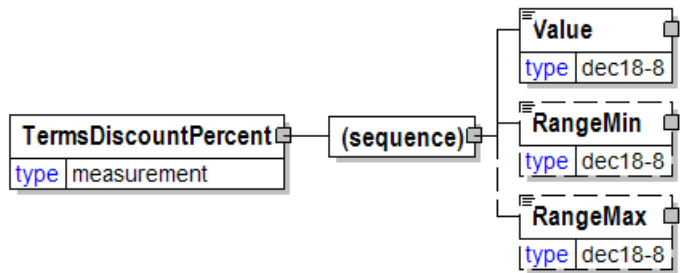 Value
type dec18-8
TermsDiscountPercent
type measurement
(sequence)
RangeMin
type dec18-8
RangeMax
type dec18-8